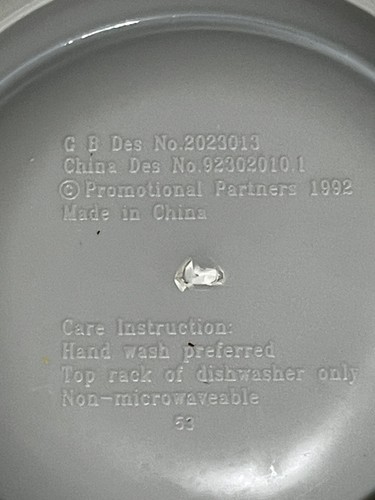 G B Des No.2023013
China Des No.92302010.1
©Promotional Partners 1992
Made in China
Care Instruction:
Hand wash preferred
Top rack of dishwasher only
Non-microwaveable
53